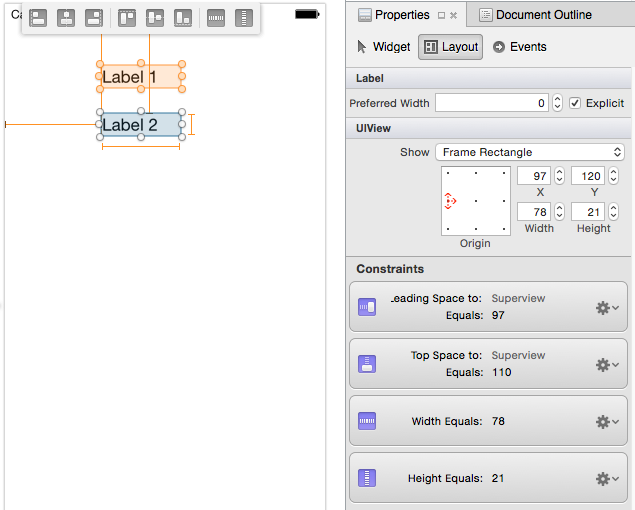 Ca
Properties
Document Outline
Widget
Layout
Events
Label
Preferred Width 0 Explicit
UIView
Show Frame Rectangle
97 120
X Y
78 21
Width Height
Origin
Constraints
Leading Space to: Superview
Equals: 97
Top Space to: Superview
Equals: 110
Width Equals: 78
Height Equals: 21
Label 1
Label 2